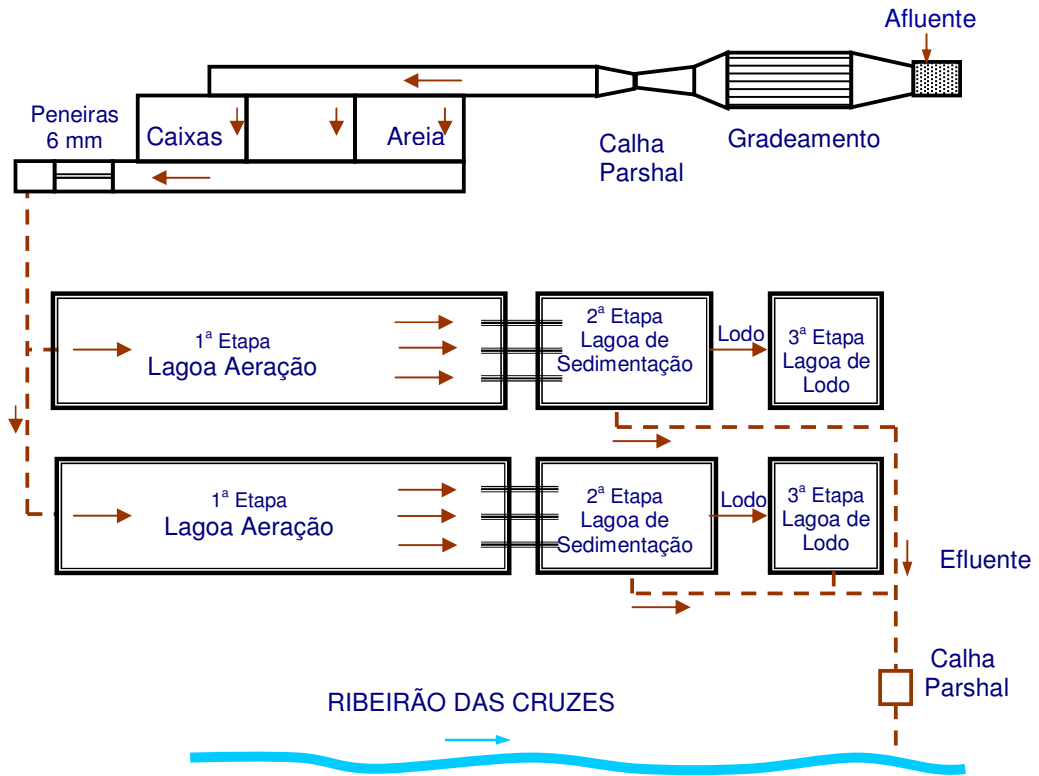 Afluente
Peneiras
6 mm
Caixas
Areia
Calha
Parshal
Gradeamento
1ª Etapa
Lagoa Aeração
2ª Etapa
Lagoa de
Sedimentação
Lodo
3ª Etapa
Lagoa de
Lodo
1ª Etapa
Lagoa Aeração
2ª Etapa
Lagoa de
Sedimentação
Lodo
3ª Etapa
Lagoa de
Lodo
Efluente
Calha
Parshal
RIBEIRÃO DAS CRUZES